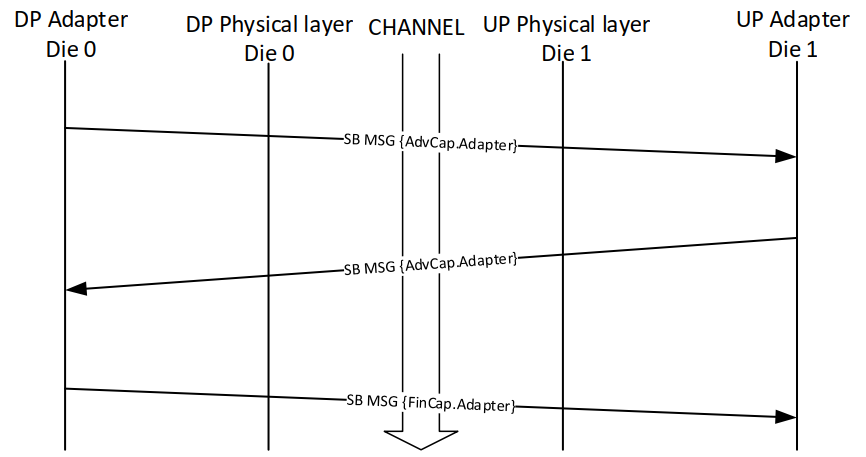 DP Adapter
Die 0
DP Physical layer
Die 0
CHANNEL
UP Physical layer
Die 1
UP Adapter
Die 1
SB MSG {AdvCap.Adapter}
SB MSG {AdvCap.Adapter}
SB MSG {FinCap.Adapter}